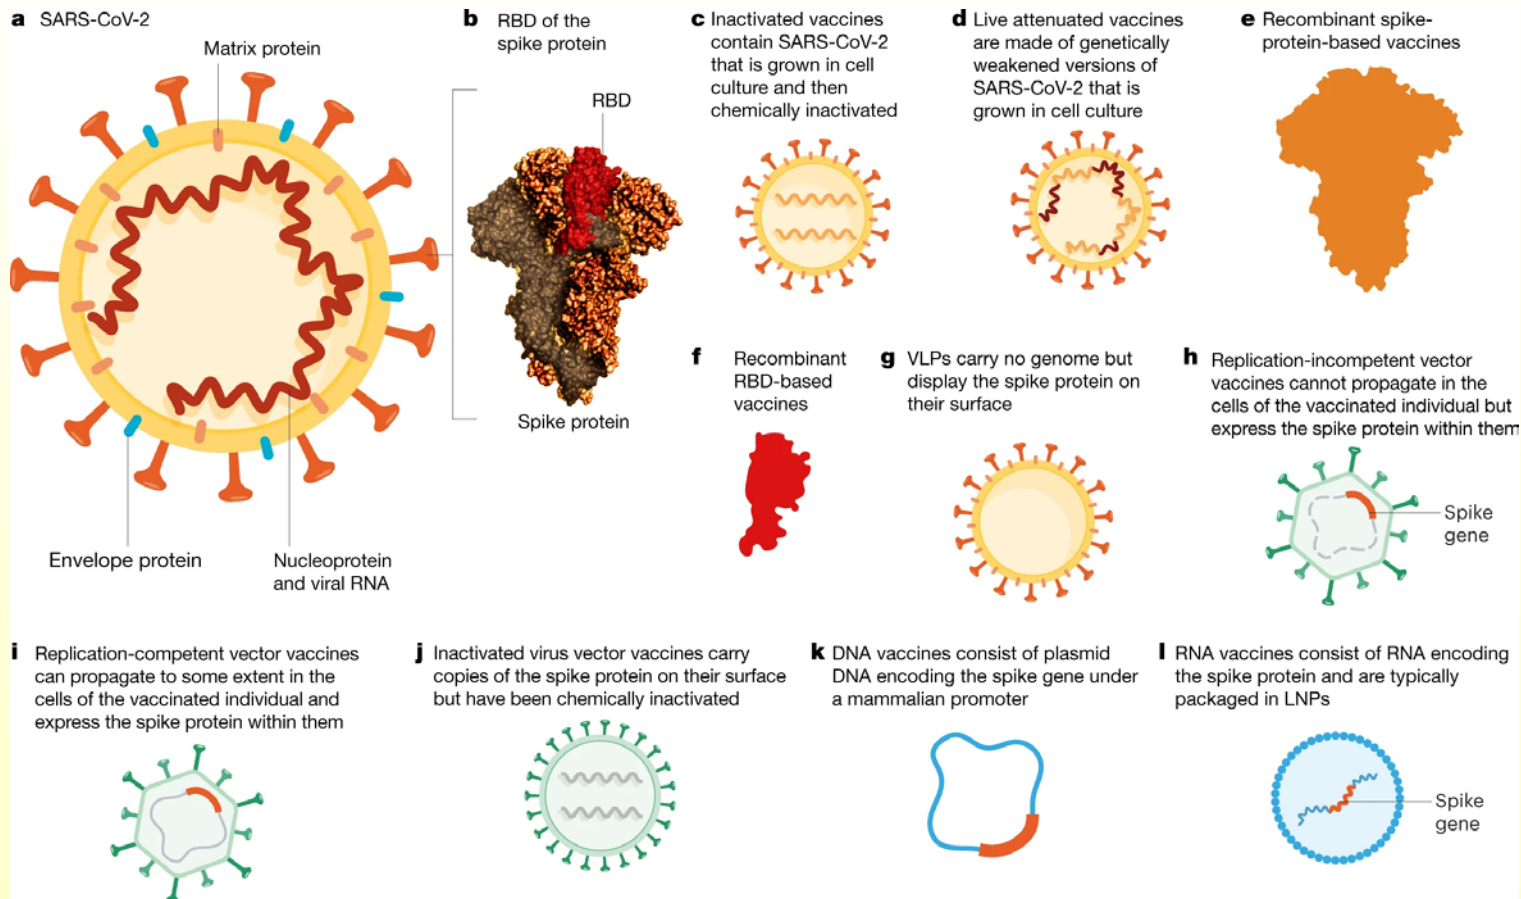 a SARS-CoV-2
Matrix protein
Envelope protein
Nucleoprotein
and viral RNA
b RBD of the
spike protein
RBD
Spike protein
c Inactivated vaccines
contain SARS-CoV-2
that is grown in cell
culture and then
chemically inactivated
d Live attenuated vaccines
are made of genetically
weakened versions of
SARS-CoV-2 that is
grown in cell culture
e Recombinant spike-
protein-based vaccines
f Recombinant
RBD-based
vaccines
g VLPs carry no genome but
display the spike protein on
their surface
h Replication-incompetent vector
vaccines cannot propagate in the
cells of the vaccinated individual but
express the spike protein within them
Spike
gene
i Replication-competent vector vaccines
can propagate to some extent in the
cells of the vaccinated individual and
express the spike protein within them
j Inactivated virus vector vaccines carry
copies of the spike protein on their surface
but have been chemically inactivated
k DNA vaccines consist of plasmid
DNA encoding the spike gene under
a mammalian promoter
l RNA vaccines consist of RNA encoding
the spike protein and are typically
packaged in LNPs
Spike
gene